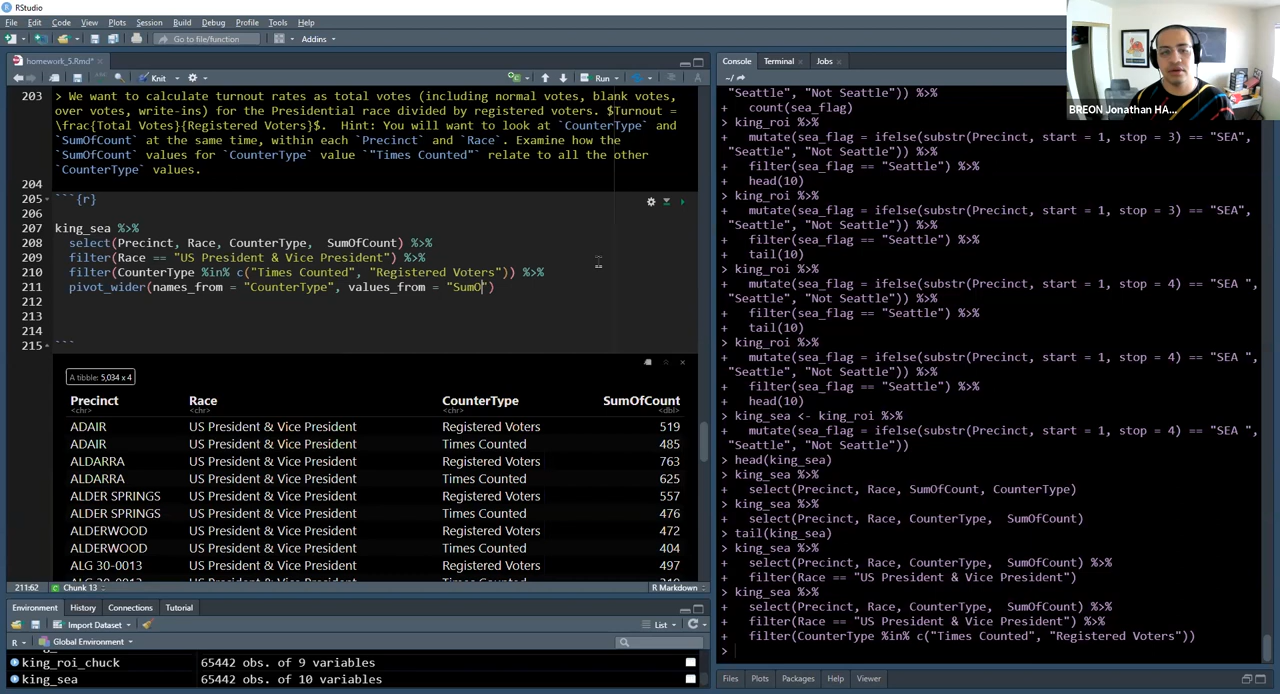 RStudio
File Edit Code View Plots Session Build Debug Profile Tools Help
Go to file/function Addins
homework_5.Rmd*
Knit Run
203 > We want to calculate turnout rates as total votes (including normal votes, blank votes,
over votes, write-ins) for the Presidential race divided by registered voters. $Turnout =
\frac{Total Votes}{Registered Voters}$.  Hint: You will want to look at `CounterType` and
`SumOfCount` at the same time, within each `Precinct` and `Race`. Examine how the
`SumOfCount` values for `CounterType` value `"Times Counted"` relate to all the other
`CounterType` values.
204
205 ```{r}
206
207 king_sea %>%
208 select(Precinct, Race, CounterType,  SumOfCount) %>%
209 filter(Race == "US President & Vice President") %>%
210 filter(CounterType %in% c("Times Counted", "Registered Voters")) %>%
211 pivot_wider(names_from = "CounterType", values_from = "SumO")
212
213
214
215 ```
A tibble: 5,034 x 4
Precinct Race CounterType SumOfCount
<chr> <chr> <chr> <dbl>
ADAIR US President & Vice President Registered Voters 519
ADAIR US President & Vice President Times Counted 485
ALDARRA US President & Vice President Registered Voters 763
ALDARRA US President & Vice President Times Counted 625
ALDER SPRINGS US President & Vice President Registered Voters 557
ALDER SPRINGS US President & Vice President Times Counted 476
ALDERWOOD US President & Vice President Registered Voters 472
ALDERWOOD US President & Vice President Times Counted 404
ALG 30-0013 US President & Vice President Registered Voters 497
211:62 Chunk 13 R Markdown
Environment History Connections Tutorial
Import Dataset List
R Global Environment
king_roi_chuck 65442 obs. of 9 variables
king_sea 65442 obs. of 10 variables
Console Terminal Jobs
~/
"Seattle", "Not Seattle")) %>%
+ count(sea_flag)
> king_roi %>%
+ mutate(sea_flag = ifelse(substr(Precinct, start = 1, stop = 3) == "SEA",
"Seattle", "Not Seattle")) %>%
+ filter(sea_flag == "Seattle") %>%
+ head(10)
> king_roi %>%
+ mutate(sea_flag = ifelse(substr(Precinct, start = 1, stop = 3) == "SEA",
"Seattle", "Not Seattle")) %>%
+ filter(sea_flag == "Seattle") %>%
+ tail(10)
> king_roi %>%
+ mutate(sea_flag = ifelse(substr(Precinct, start = 1, stop = 4) == "SEA ",
"Seattle", "Not Seattle")) %>%
+ filter(sea_flag == "Seattle") %>%
+ tail(10)
> king_roi %>%
+ mutate(sea_flag = ifelse(substr(Precinct, start = 1, stop = 4) == "SEA ",
"Seattle", "Not Seattle")) %>%
+ filter(sea_flag == "Seattle") %>%
+ head(10)
> king_sea <- king_roi %>%
+ mutate(sea_flag = ifelse(substr(Precinct, start = 1, stop = 4) == "SEA ",
"Seattle", "Not Seattle"))
> head(king_sea)
> king_sea %>%
+ select(Precinct, Race, SumOfCount, CounterType)
> king_sea %>%
+ select(Precinct, Race, CounterType,  SumOfCount)
> tail(king_sea)
> king_sea %>%
+ select(Precinct, Race, CounterType,  SumOfCount) %>%
+ filter(Race == "US President & Vice President")
> king_sea %>%
+ select(Precinct, Race, CounterType,  SumOfCount) %>%
+ filter(Race == "US President & Vice President") %>%
+ filter(CounterType %in% c("Times Counted", "Registered Voters"))
>
Files Plots Packages Help Viewer
BREON Jonathan HA...